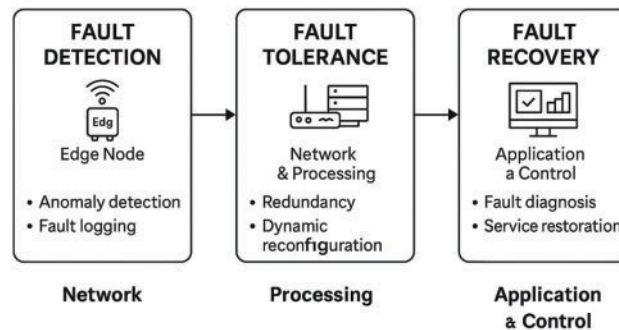 FAULT
DETECTION
Edg
Edge Node
• Anomaly detection
• Fault logging
Network
FAULT
TOLERANCE
Network
& Processing
• Redundancy
• Dynamic
reconfiguration
Processing
FAULT
RECOVERY
Application
a Control
• Fault diagnosis
• Service restoration
Application
& Control